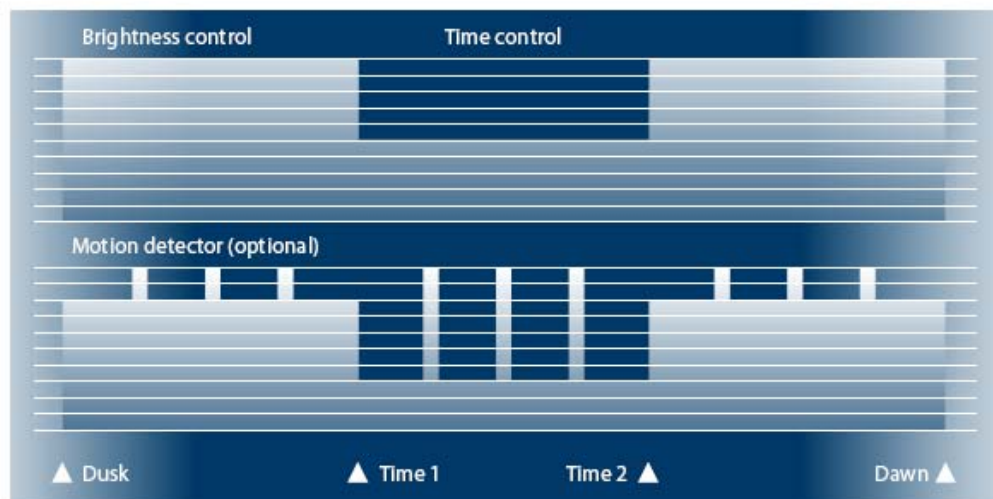 Brightness control Time control
Motion detector (optional)
Dusk Time 1 Time 2 Dawn